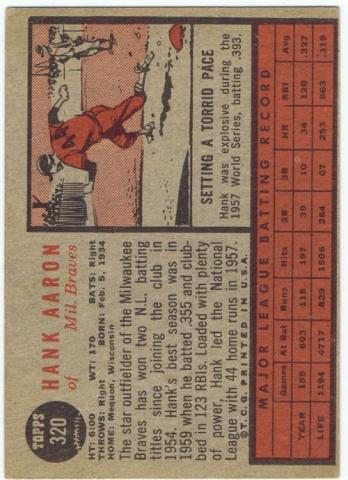 TOPPS
320
HANK AARON
of Mil. Braves
HT: 6:00 WT: 170 BATS: Right
THROWS: Right BORN: Feb. 5, 1934
HOME: Mequon, Wisconsin
The star outfielder of the Milwaukee
Braves has won two N.L. batting
titles since joining the club in
1954. Hank's best season was in
1959 when he batted .355 and club-
bed in 123 RBIs. Loaded with plenty
of power, Hank led the National
League with 44 home runs in 1957.
©T.C.G. PRINTED IN U.S.A.
44
SETTING A TORRID PACE
Hank was explosive during the
1957 World Series, batting .393.
MAJOR LEAGUE BATTING RECORD
Games At Bat Runs Hits 2B 3B HR RBI Avg
YEAR 155 603 115 197 39 10 34 120 .327
LIFE 1194 4717 829 1506 264 07 253 863 .319